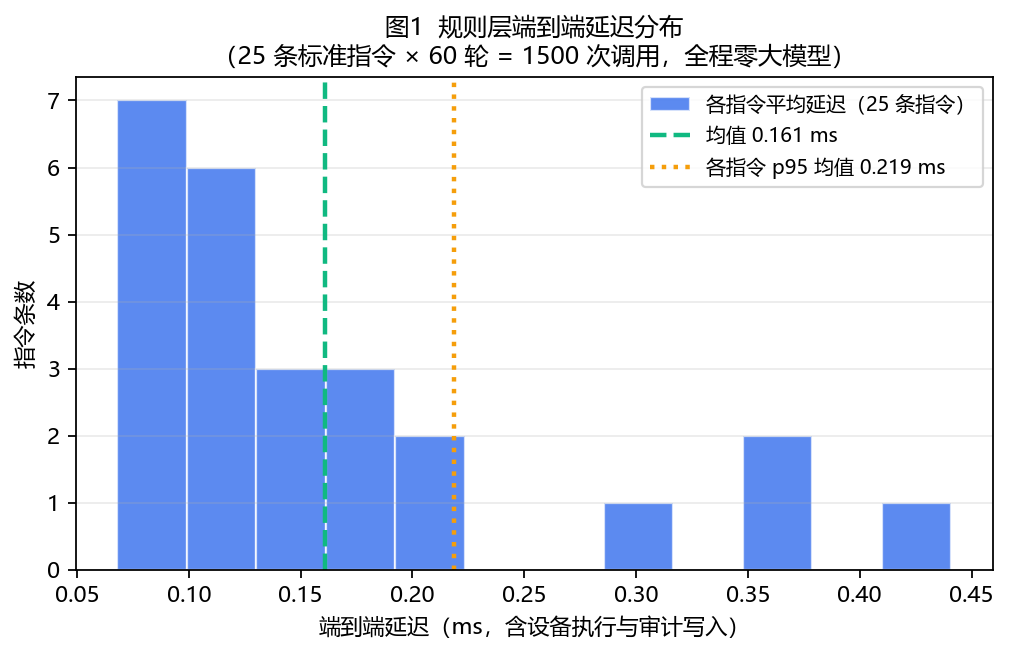 图1 规则层端到端延迟分布
（25 条标准指令 × 60 轮 = 1500 次调用，全程零大模型）
各指令平均延迟（25 条指令）
均值 0.161 ms
各指令 p95 均值 0.219 ms
指令条数
7
6
5
4
3
2
1
0
0.05 0.10 0.15 0.20 0.25 0.30 0.35 0.40 0.45
端到端延迟（ms，含设备执行与审计写入）